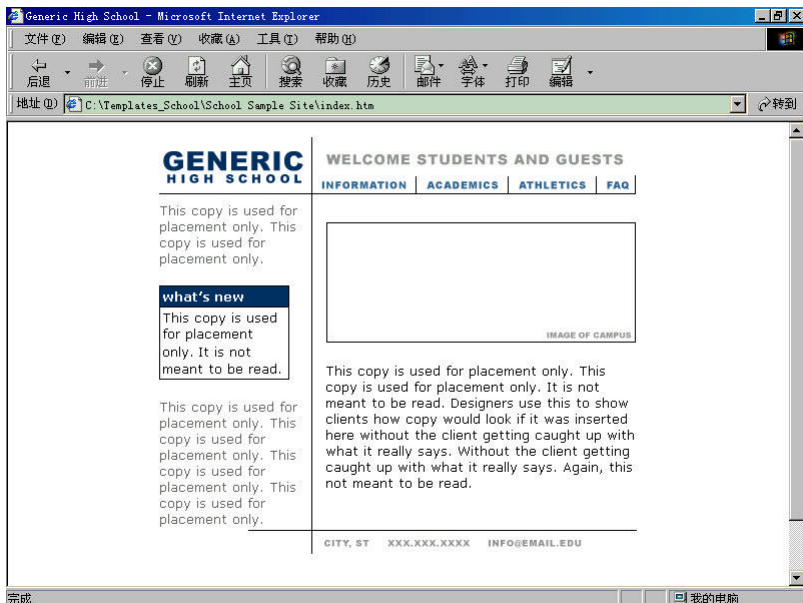 Generic High School - Microsoft Internet Explorer
文件(F) 编辑(E) 查看(V) 收藏(A) 工具(T) 帮助(H)
后退 前进 停止 刷新 主页 搜索 收藏 历史 邮件 字体 打印 编辑
地址(D) C:\Templates_School\School Sample Site\index.htm 转到
GENERIC
HIGH SCHOOL
WELCOME STUDENTS AND GUESTS
INFORMATION ACADEMICS ATHLETICS FAQ
This copy is used for
placement only. This
copy is used for
placement only.
what's new
This copy is used
for placement
only. It is not
meant to be read.
This copy is used for
placement only. This
copy is used for
placement only. This
copy is used for
placement only. This
copy is used for
placement only.
IMAGE OF CAMPUS
This copy is used for placement only. This
copy is used for placement only. It is not
meant to be read. Designers use this to show
clients how copy would look if it was inserted
here without the client getting caught up with
what it really says. Without the client getting
caught up with what it really says. Again, this
not meant to be read.
CITY, ST XXX.XXX.XXXX INFO@EMAIL.EDU
完成 我的电脑